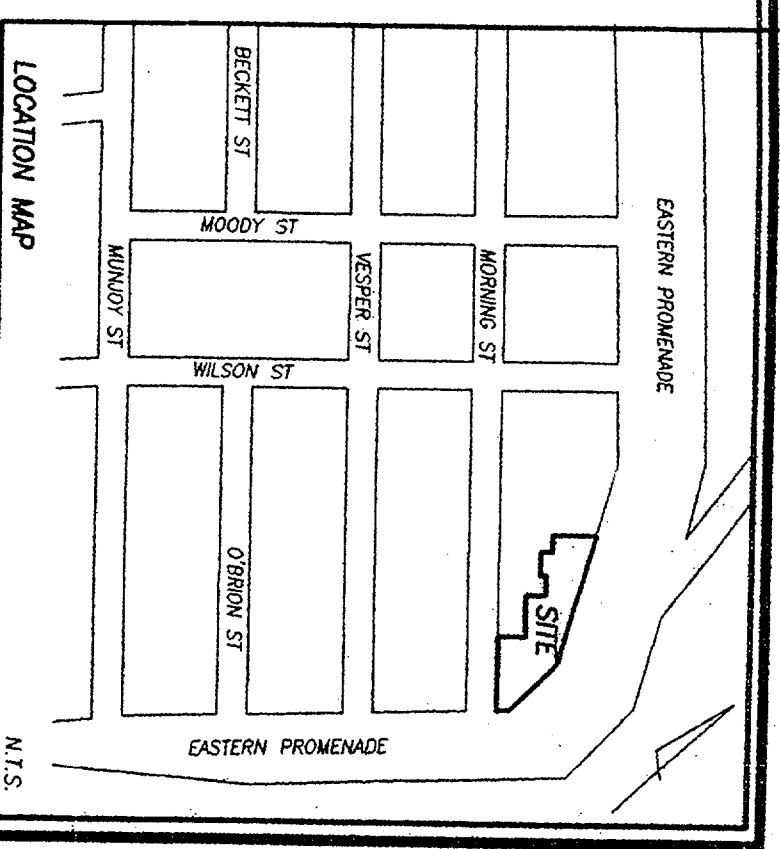 EASTERN PROMENADE
BECKETT ST
MOODY ST
MORNING ST
VESPER ST
MUNJOY ST
WILSON ST
SITE
O'BRION ST
EASTERN PROMENADE
LOCATION MAP
N.T.S.